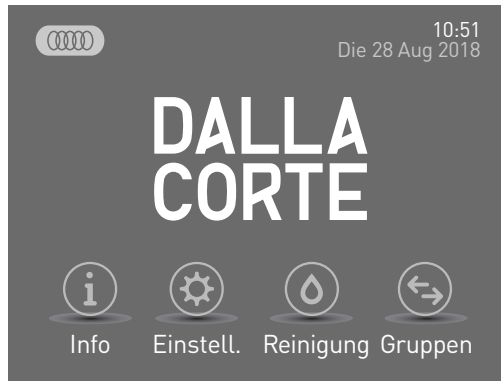 10:51
Die 28 Aug 2018
DALLA
CORTE
Info Einstell. Reinigung Gruppen